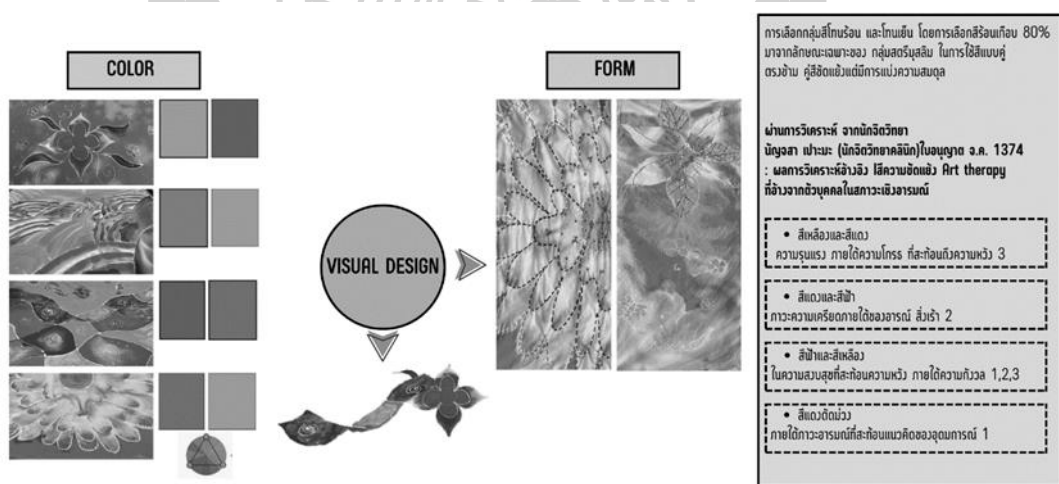 COLOR
VISUAL DESIGN
FORM
การเลือกกลุ่มสีโทนร้อน และโทนเย็น โดยการเลือกสีร้อนเกือบ 80%
มาจากลักษณะเฉพาะของ กลุ่มสตรีมุสลิม ในการใช้สีแบบคู่
ตรงข้าม คู่สีขัดแย้งแต่มีการแบ่งความสมดุล
ผ่านการวิเคราะห์ จากนักจิตวิทยา
นัญจสา เปาะมะ (นักจิตวิทยาคลินิก)ใบอนุญาต จ.ค. 1374
: ผลการวิเคราะห์อ้างอิง ใส่ความขัดแย้ง Art therapy
ที่อ้างจากตัวบุคคลในสภาวะเชิงอารมณ์
• สีเหลืองและสีแดง
ความรุนแรง ภายใต้ความโกรธ ที่สะท้อนถึงความหวัง 3
• สีแดงและสีฟ้า
ภาวะความเครียดภายใต้ของอารณ์ สิ่งเร้า 2
• สีฟ้าและสีเหลือง
ในความสงบสุขที่สะท้อนความหวัง ภายใต้ความกังวล 1,2,3
• สีแดงตัดม่วง
ภายใต้ภาวะอารมณ์ที่สะท้อนแนวคิดของอุดมการณ์ 1